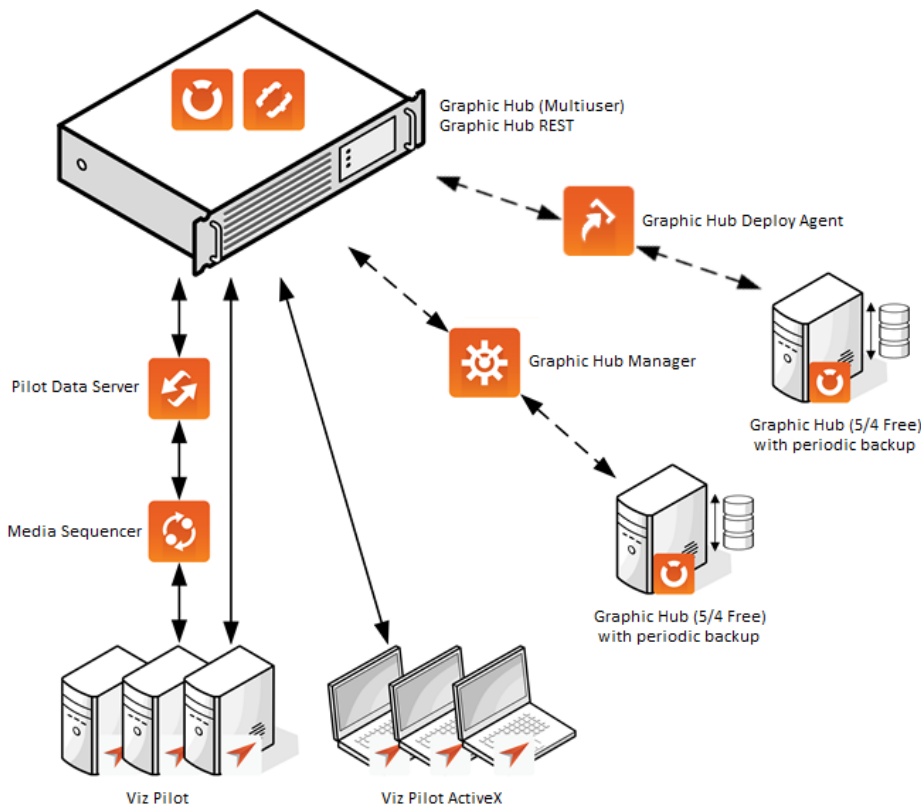 Graphic Hub (Multiuser)
Graphic Hub REST
Graphic Hub Deploy Agent
Graphic Hub Manager
Pilot Data Server
Graphic Hub (5/4 Free)
with periodic backup
Media Sequencer
Graphic Hub (5/4 Free)
with periodic backup
Viz Pilot
Viz Pilot ActiveX